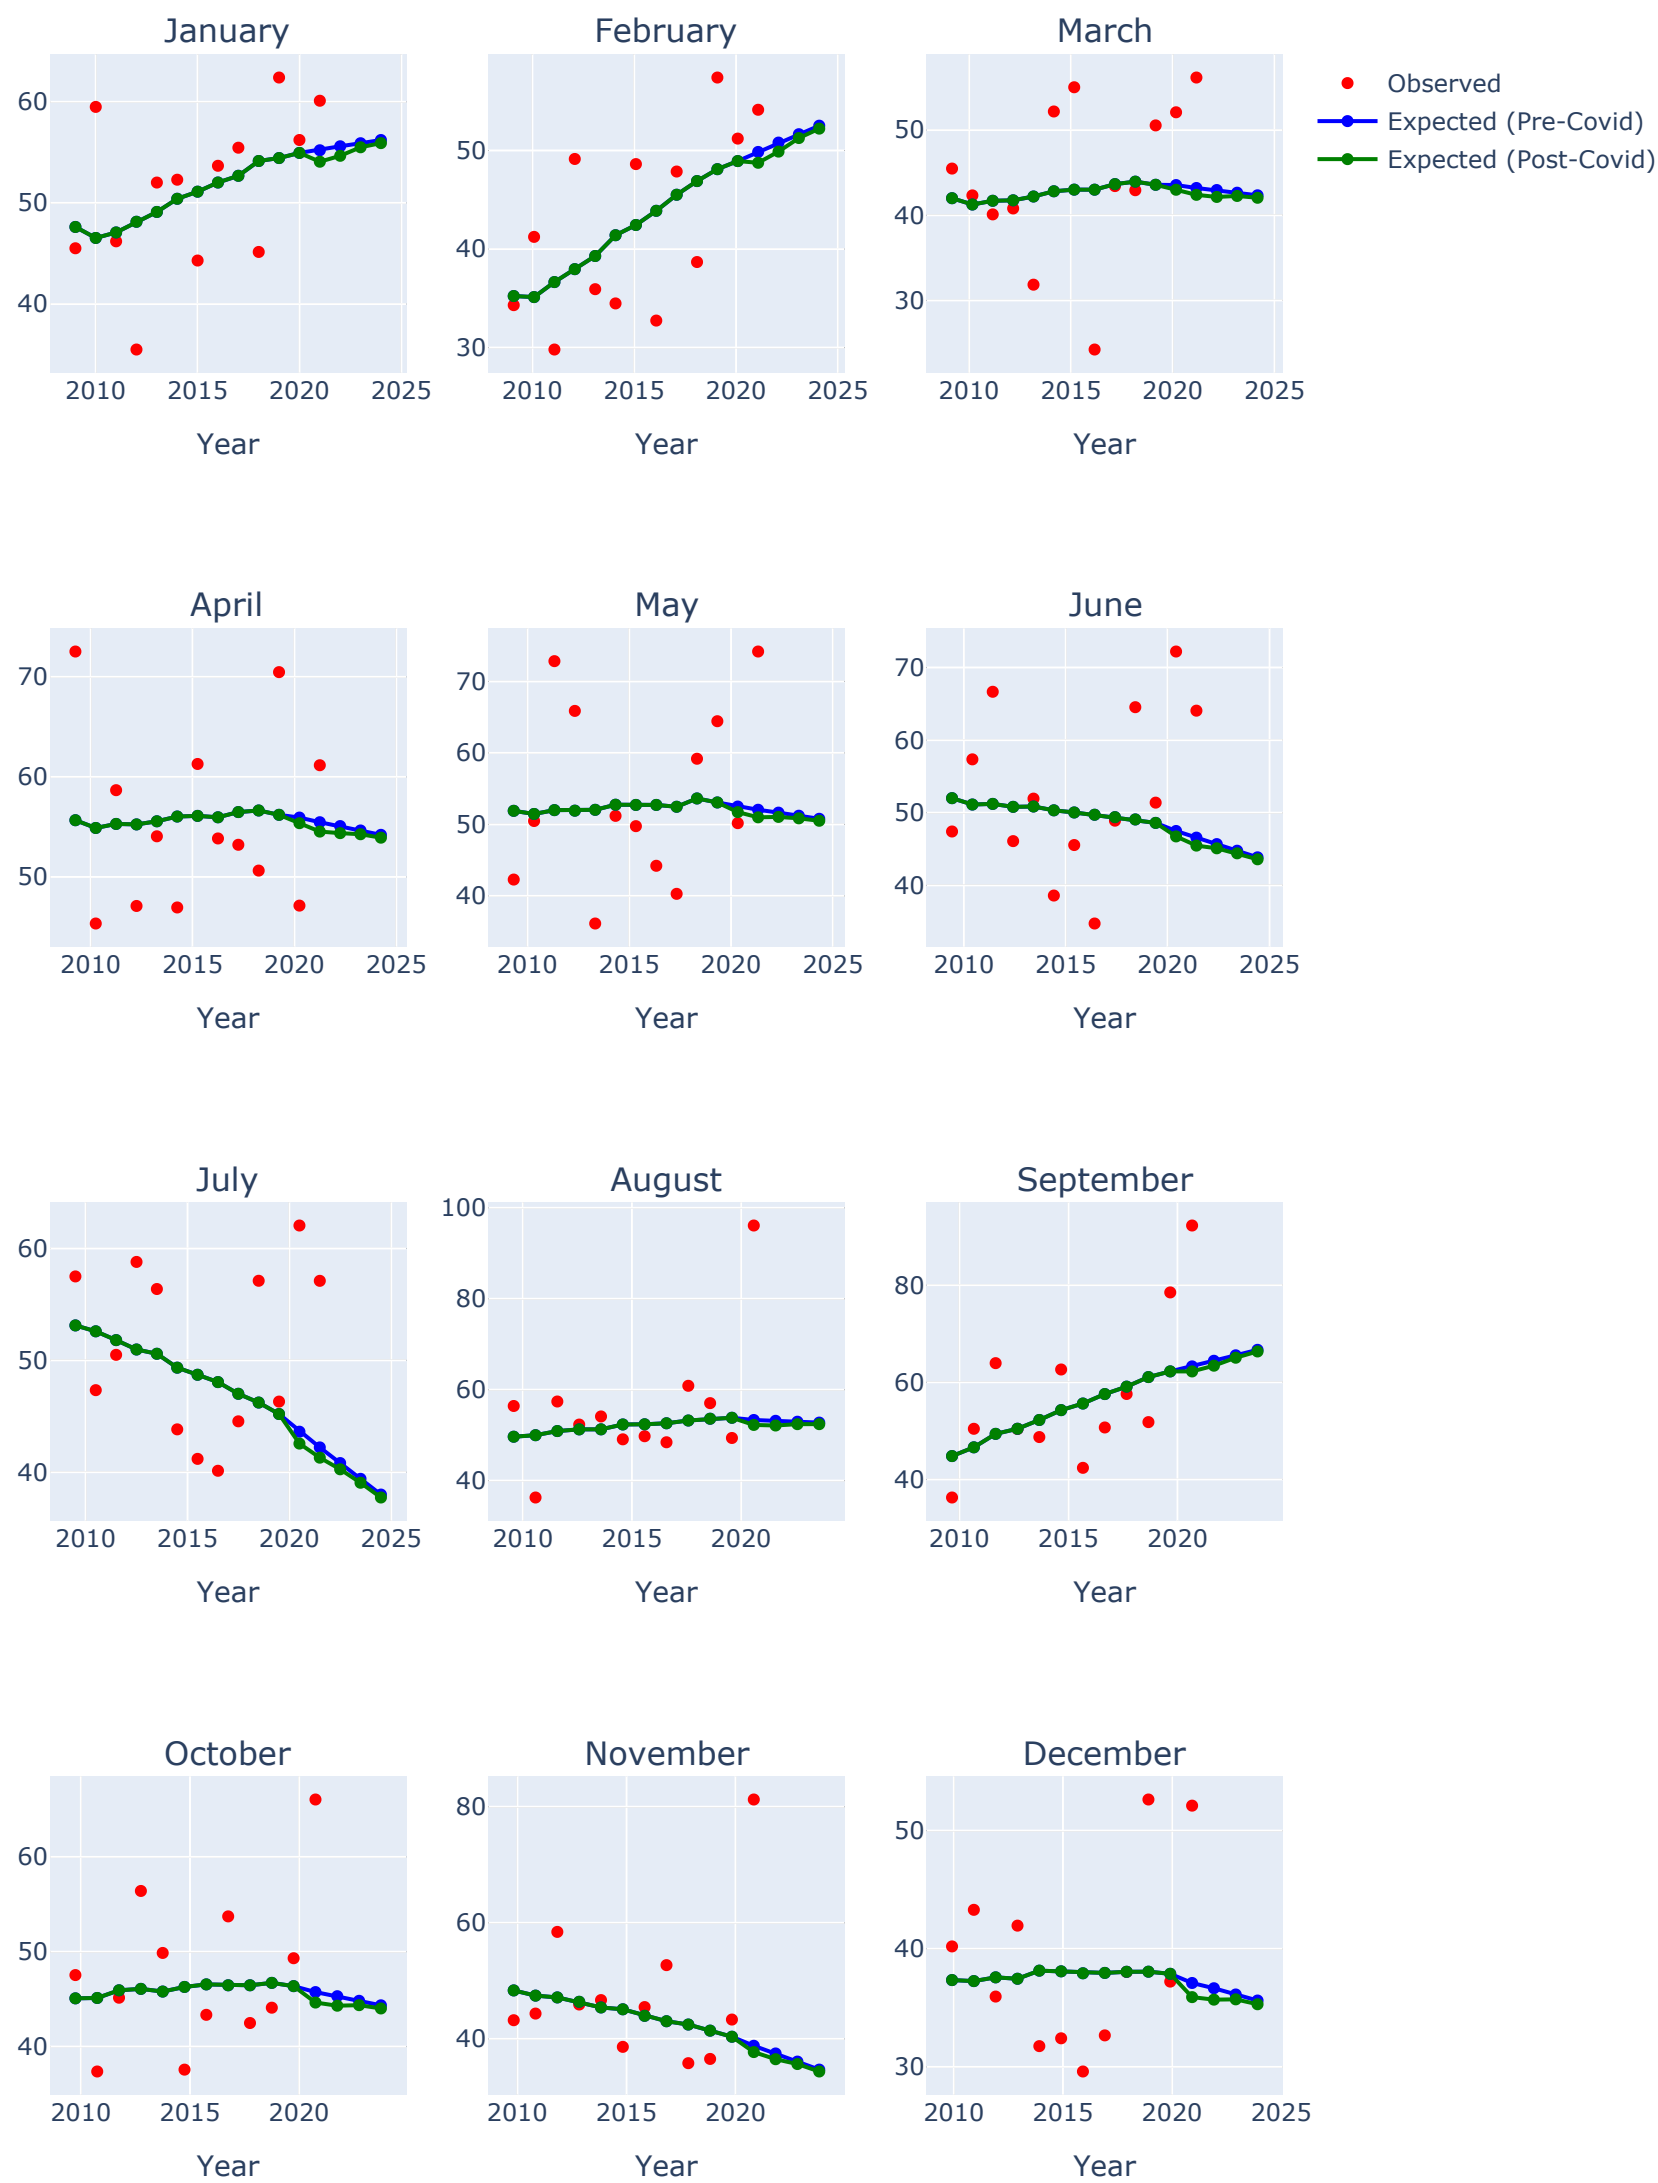 January February March
60
50
40
2010 2015 2020 2025
Year
50
40
30
2010 2015 2020 2025
Year
50
40
30
2010 2015 2020 2025
Year
Observed
Expected (Pre-Covid)
Expected (Post-Covid)
April May June
70
60
50
2010 2015 2020 2025
Year
70
60
50
40
2010 2015 2020 2025
Year
70
60
50
40
2010 2015 2020 2025
Year
July August September
60
50
40
2010 2015 2020 2025
Year
100
80
60
40
2010 2015 2020
Year
80
60
40
2010 2015 2020
Year
October November December
60
50
40
2010 2015 2020
Year
80
60
40
2010 2015 2020
Year
50
40
30
2010 2015 2020 2025
Year